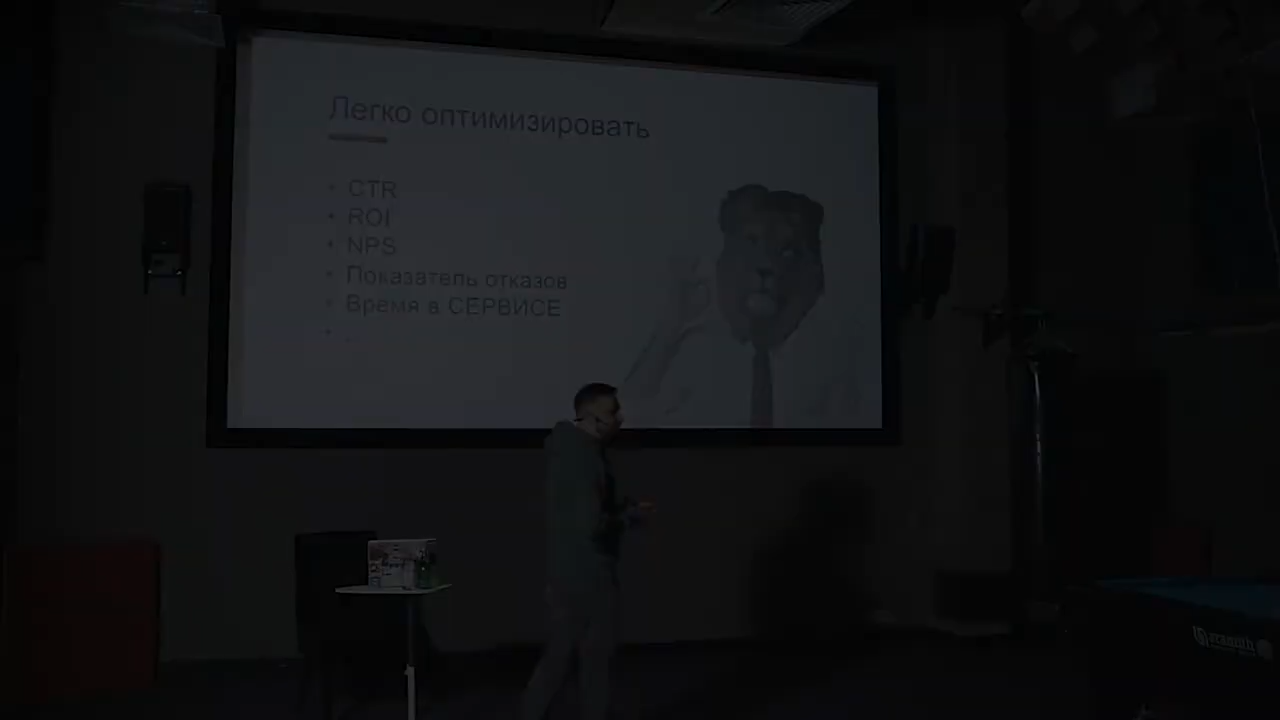 Легко оптимизировать
• CTR
• ROI
• NPS
• Показатель отказов
• Время в СЕРВИСЕ
•